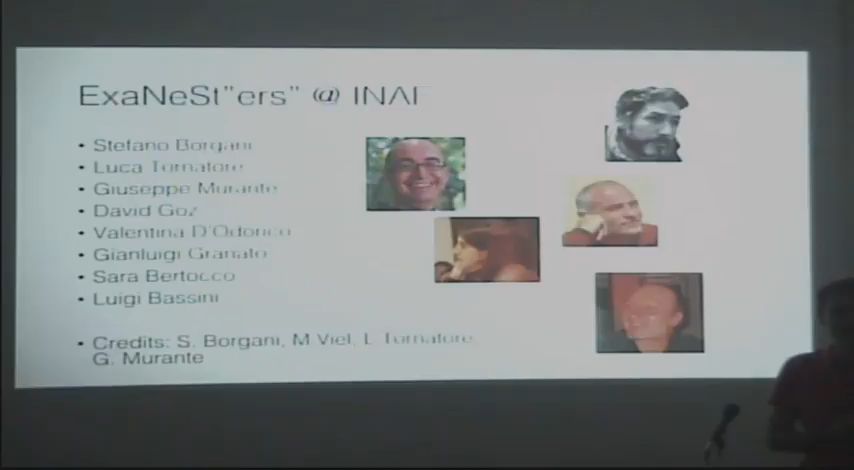 ExaNeSt"ers" @ INAF
• Stefano Borgani
• Luca Tornatore
• Giuseppe Murante
• David Goz
• Valentina D'Odorico
• Gianluigi Granato
• Sara Bertocco
• Luigi Bassini
• Credits: S. Borgani, M Viel, L Tornatore,
G. Murante